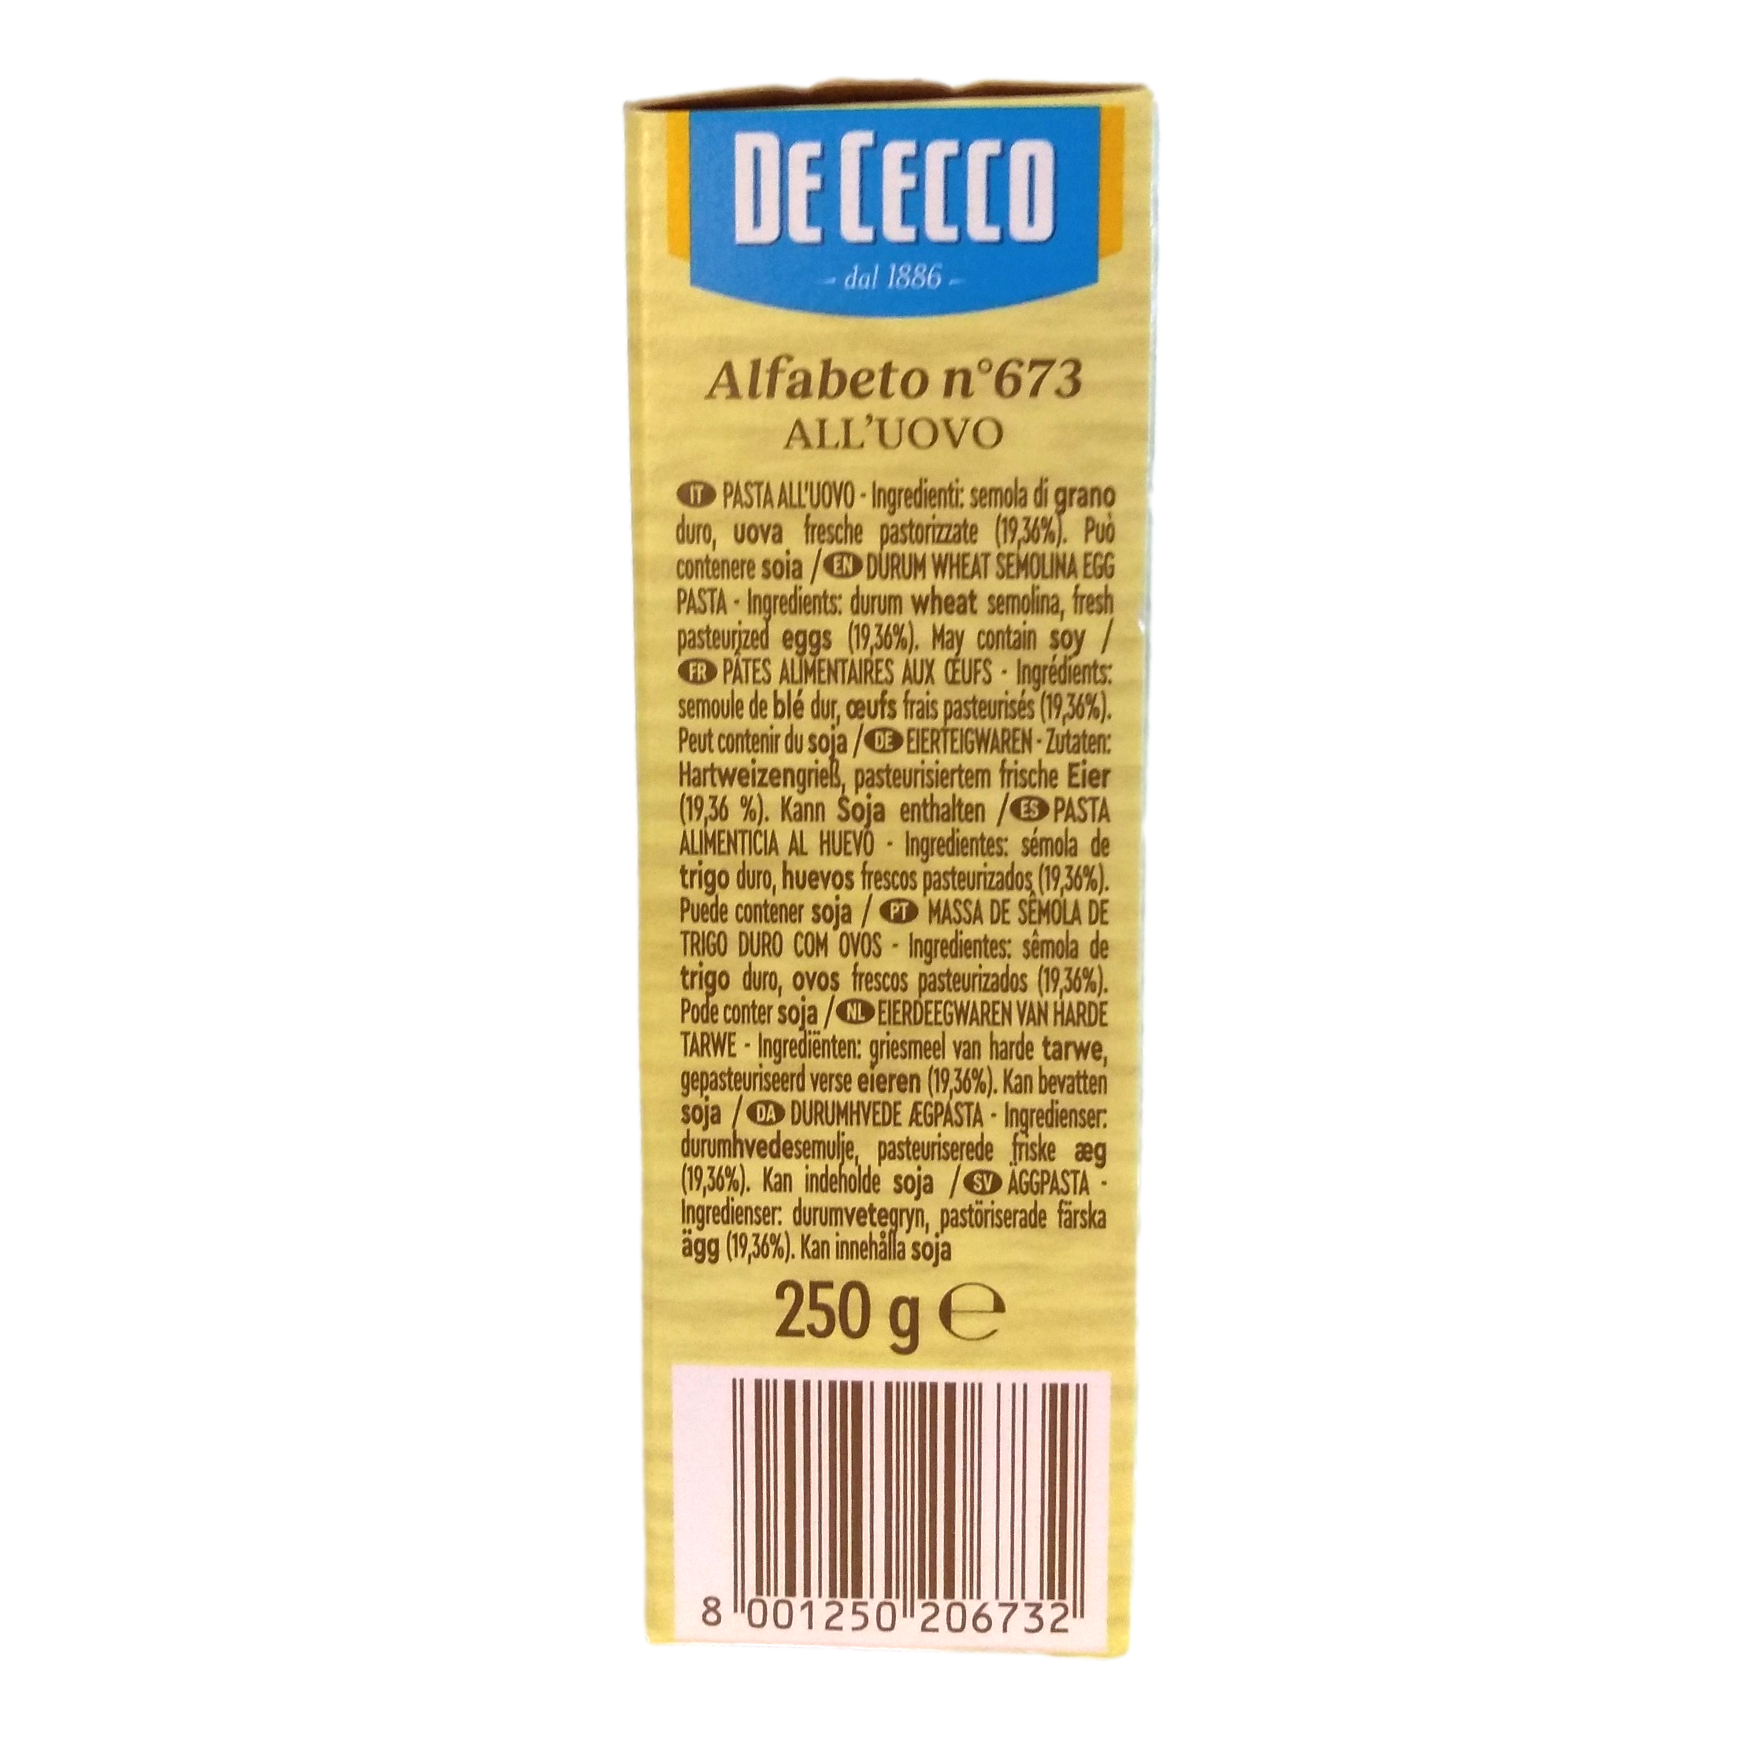 DE CECCO
- dal 1886 -
Alfabeto n°673
ALL'UOVO
IT PASTA ALL'UOVO - Ingredienti: semola di grano
duro, uova fresche pastorizzate (19,36%). Può
contenere soia / EN DURUM WHEAT SEMOLINA EGG
PASTA - Ingredients: durum wheat semolina, fresh
pasteurized eggs (19,36%). May contain soy /
FR PÂTES ALIMENTAIRES AUX ŒUFS - Ingrédients:
semoule de blé dur, œufs frais pasteurisés (19,36%).
Peut contenir du soja / DE EIERTEIGWAREN - Zutaten:
Hartweizengrieß, pasteurisiertem frische Eier
(19,36 %). Kann Soja enthalten / ES PASTA
ALIMENTICIA AL HUEVO - Ingredientes: sémola de
trigo duro, huevos frescos pasteurizados (19,36%).
Puede contener soja / PT MASSA DE SÊMOLA DE
TRIGO DURO COM OVOS - Ingredientes: sêmola de
trigo duro, ovos frescos pasteurizados (19,36%).
Pode conter soja / NL EIERDEEGWAREN VAN HARDE
TARWE - Ingrediënten: griesmeel van harde tarwe,
gepasteuriseerd verse eieren (19,36%). Kan bevatten
soja / DA DURUMHVEDE ÆGPASTA - Ingredienser:
durumhvedesemulje, pasteuriserede friske æg
(19,36%). Kan indeholde soja / SV ÄGGPASTA -
Ingredienser: durumvetegryn, pastöriserade färska
ägg (19,36%). Kan innehålla soja
250 g ℮
8 001250 206732